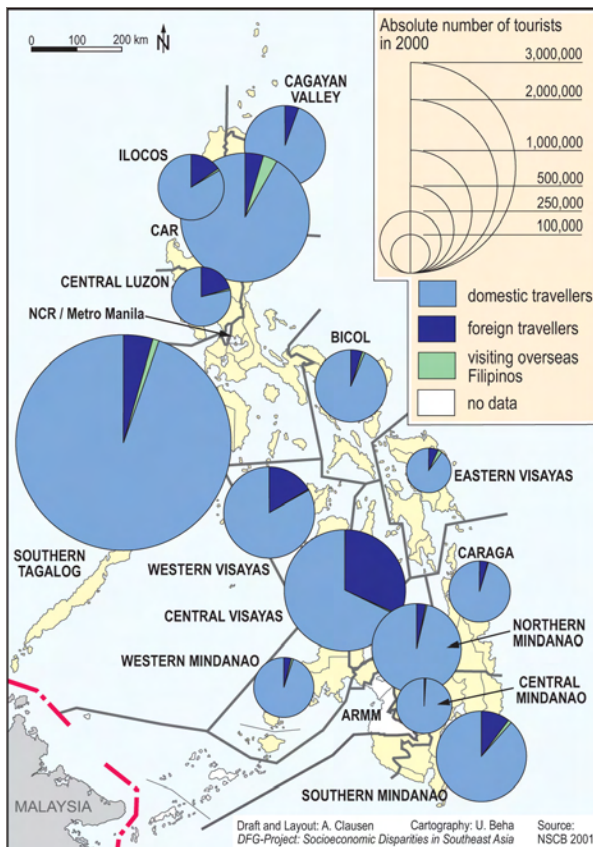 0 100 200 km
N
Absolute number of tourists
in 2000
3,000,000
2,000,000
1,000,000
500,000
250,000
100,000
domestic travellers
foreign travellers
visiting overseas
Filipinos
no data
CAGAYAN
VALLEY
ILOCOS
CAR
CENTRAL LUZON
NCR / Metro Manila
BICOL
EASTERN VISAYAS
SOUTHERN
TAGALOG
WESTERN VISAYAS
CARAGA
CENTRAL VISAYAS
NORTHERN
MINDANAO
WESTERN MINDANAO
CENTRAL
MINDANAO
ARMM
SOUTHERN MINDANAO
MALAYSIA
Draft and Layout: A. Clausen Cartography: U. Beha Source:
DFG-Project: Socioeconomic Disparities in Southeast Asia NSCB 2001